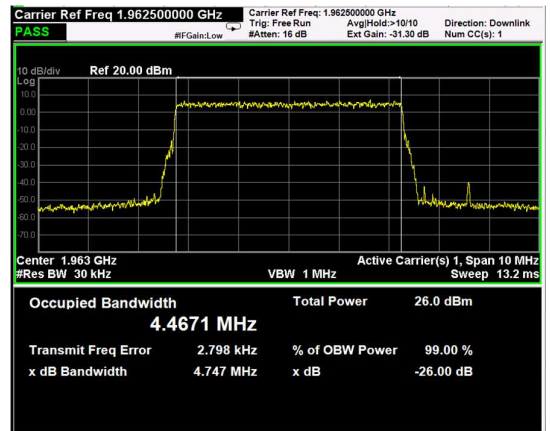 Carrier Ref Freq 1.962500000 GHz
PASS
#IFGain:Low
Carrier Ref Freq: 1.962500000 GHz
Trig: Free Run Avg|Hold:>10/10 Direction: Downlink
#Atten: 16 dB Ext Gain: -31.30 dB Num CC(s): 1
10 dB/div Ref 20.00 dBm
Log
10.0
0.00
-10.0
-20.0
-30.0
-40.0
-50.0
-60.0
-70.0
Center 1.963 GHz Active Carrier(s) 1, Span 10 MHz
#Res BW 30 kHz VBW 1 MHz Sweep 13.2 ms
Occupied Bandwidth Total Power 26.0 dBm
4.4671 MHz
Transmit Freq Error 2.798 kHz % of OBW Power 99.00 %
x dB Bandwidth 4.747 MHz x dB -26.00 dB